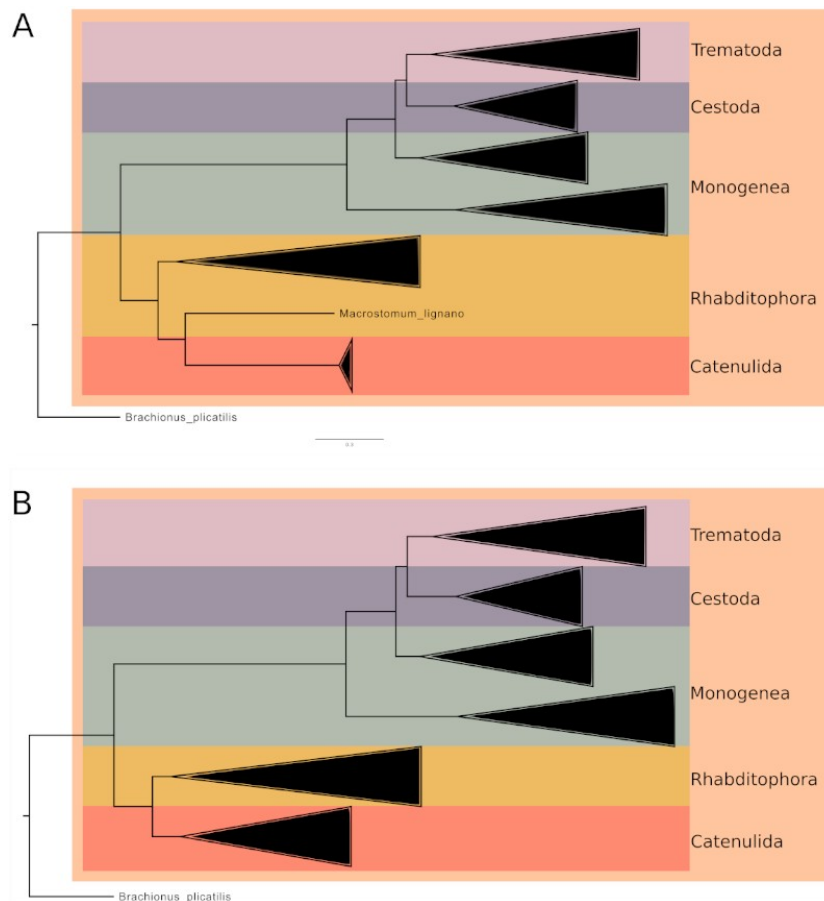 A
Trematoda
Cestoda
Monogenea
Rhabditophora
Macrostomum_lignano
Catenulida
Brachionus_plicatilis
B
Trematoda
Cestoda
Monogenea
Rhabditophora
Catenulida
Brachionus_plicatilis